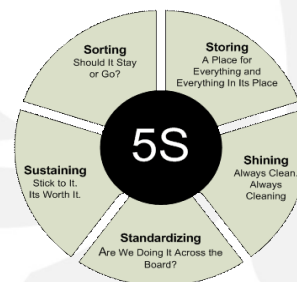 Sorting
Should It Stay
or Go?
Storing
A Place for
Everything and
Everything In Its Place
5S
Shining
Always Clean.
Always
Cleaning
Standardizing
Are We Doing It Across the
Board?
Sustaining
Stick to It.
Its Worth It.